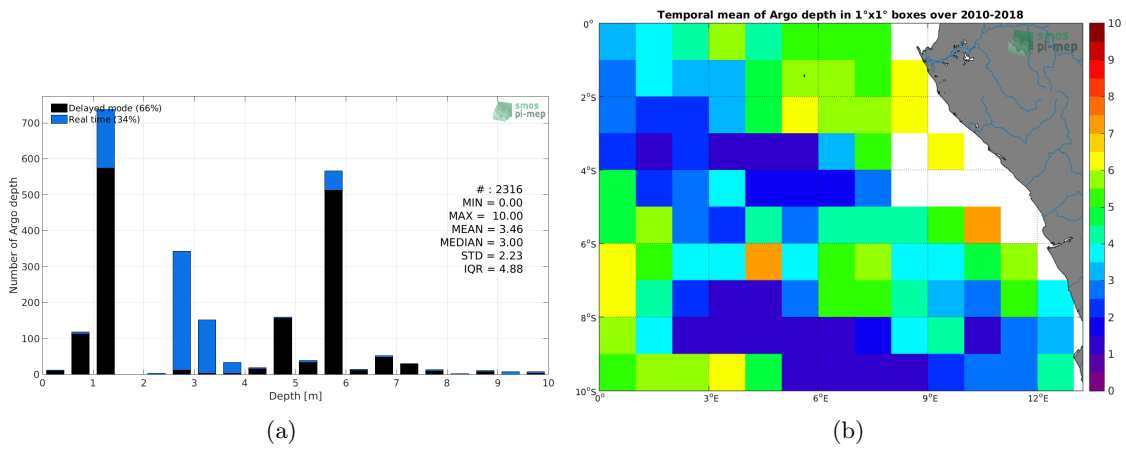 Temporal mean of Argo depth in 1°x1° boxes over 2010-2018
Delayed mode (66%)
Real time (34%)
smos
pi-mep
# : 2316
MIN = 0.00
MAX = 10.00
MEAN = 3.46
MEDIAN = 3.00
STD = 2.23
IQR = 4.88
Number of Argo depth
700
600
500
400
300
200
100
0
0 1 2 3 4 5 6 7 8 9 10
Depth [m]
(a)
smos
pi-mep
0°
2°S
4°S
6°S
8°S
10°S
0° 3°E 6°E 9°E 12°E
10
9
8
7
6
5
4
3
2
1
0
(b)